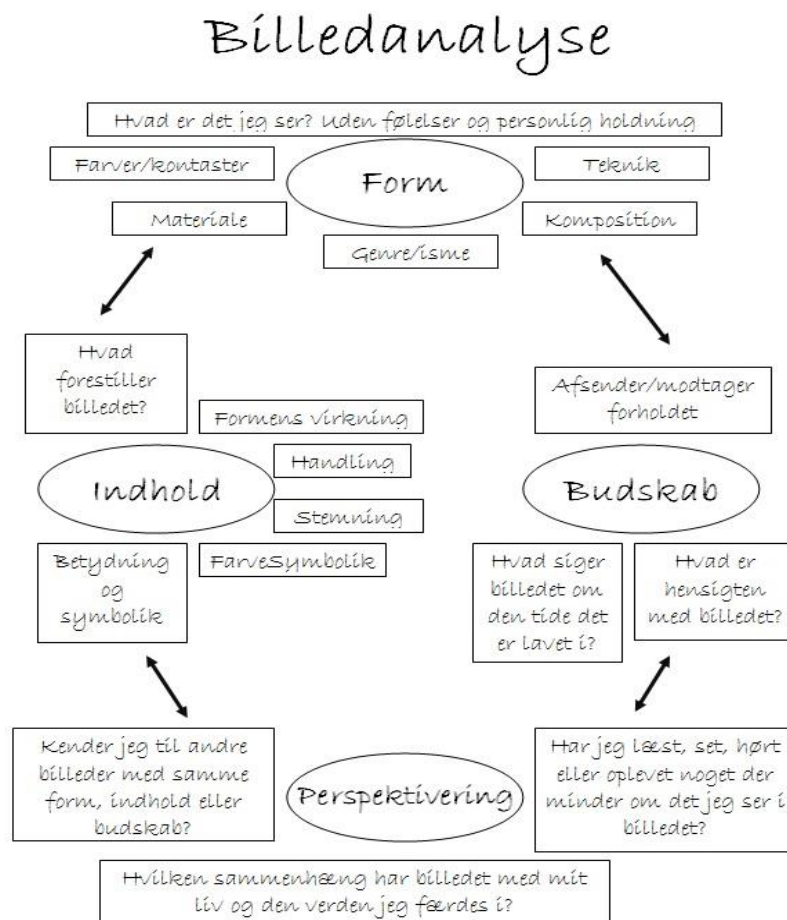 Billedanalyse
Hvad er det jeg ser? Uden følelser og personlig holdning
Farver/kontaster
Form
Teknik
Materiale
Komposition
Genre/isme
Hvad
forestiller
billedet?
Formens virkning
Afsender/modtager
forholdet
Handling
Indhold
Budskab
Stemning
Betydning
og
symbolik
FarveSymbolik
Hvad siger
billedet om
den tide det
er lavet i?
Hvad er
hensigten
med billedet?
Kender jeg til andre
billeder med samme
form, indhold eller
budskab?
Perspektivering
Har jeg læst, set, hørt
eller oplevet noget der
minder om det jeg ser i
billedet?
Hvilken sammenhæng har billedet med mit
liv og den verden jeg færdes i?